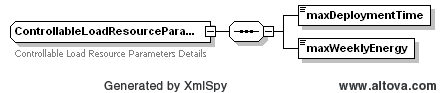 maxDeploymentTime
ControllableLoadResourcePara...
maxWeeklyEnergy
Controllable Load Resource Parameters Details
Generated by XmlSpy
www.altova.com